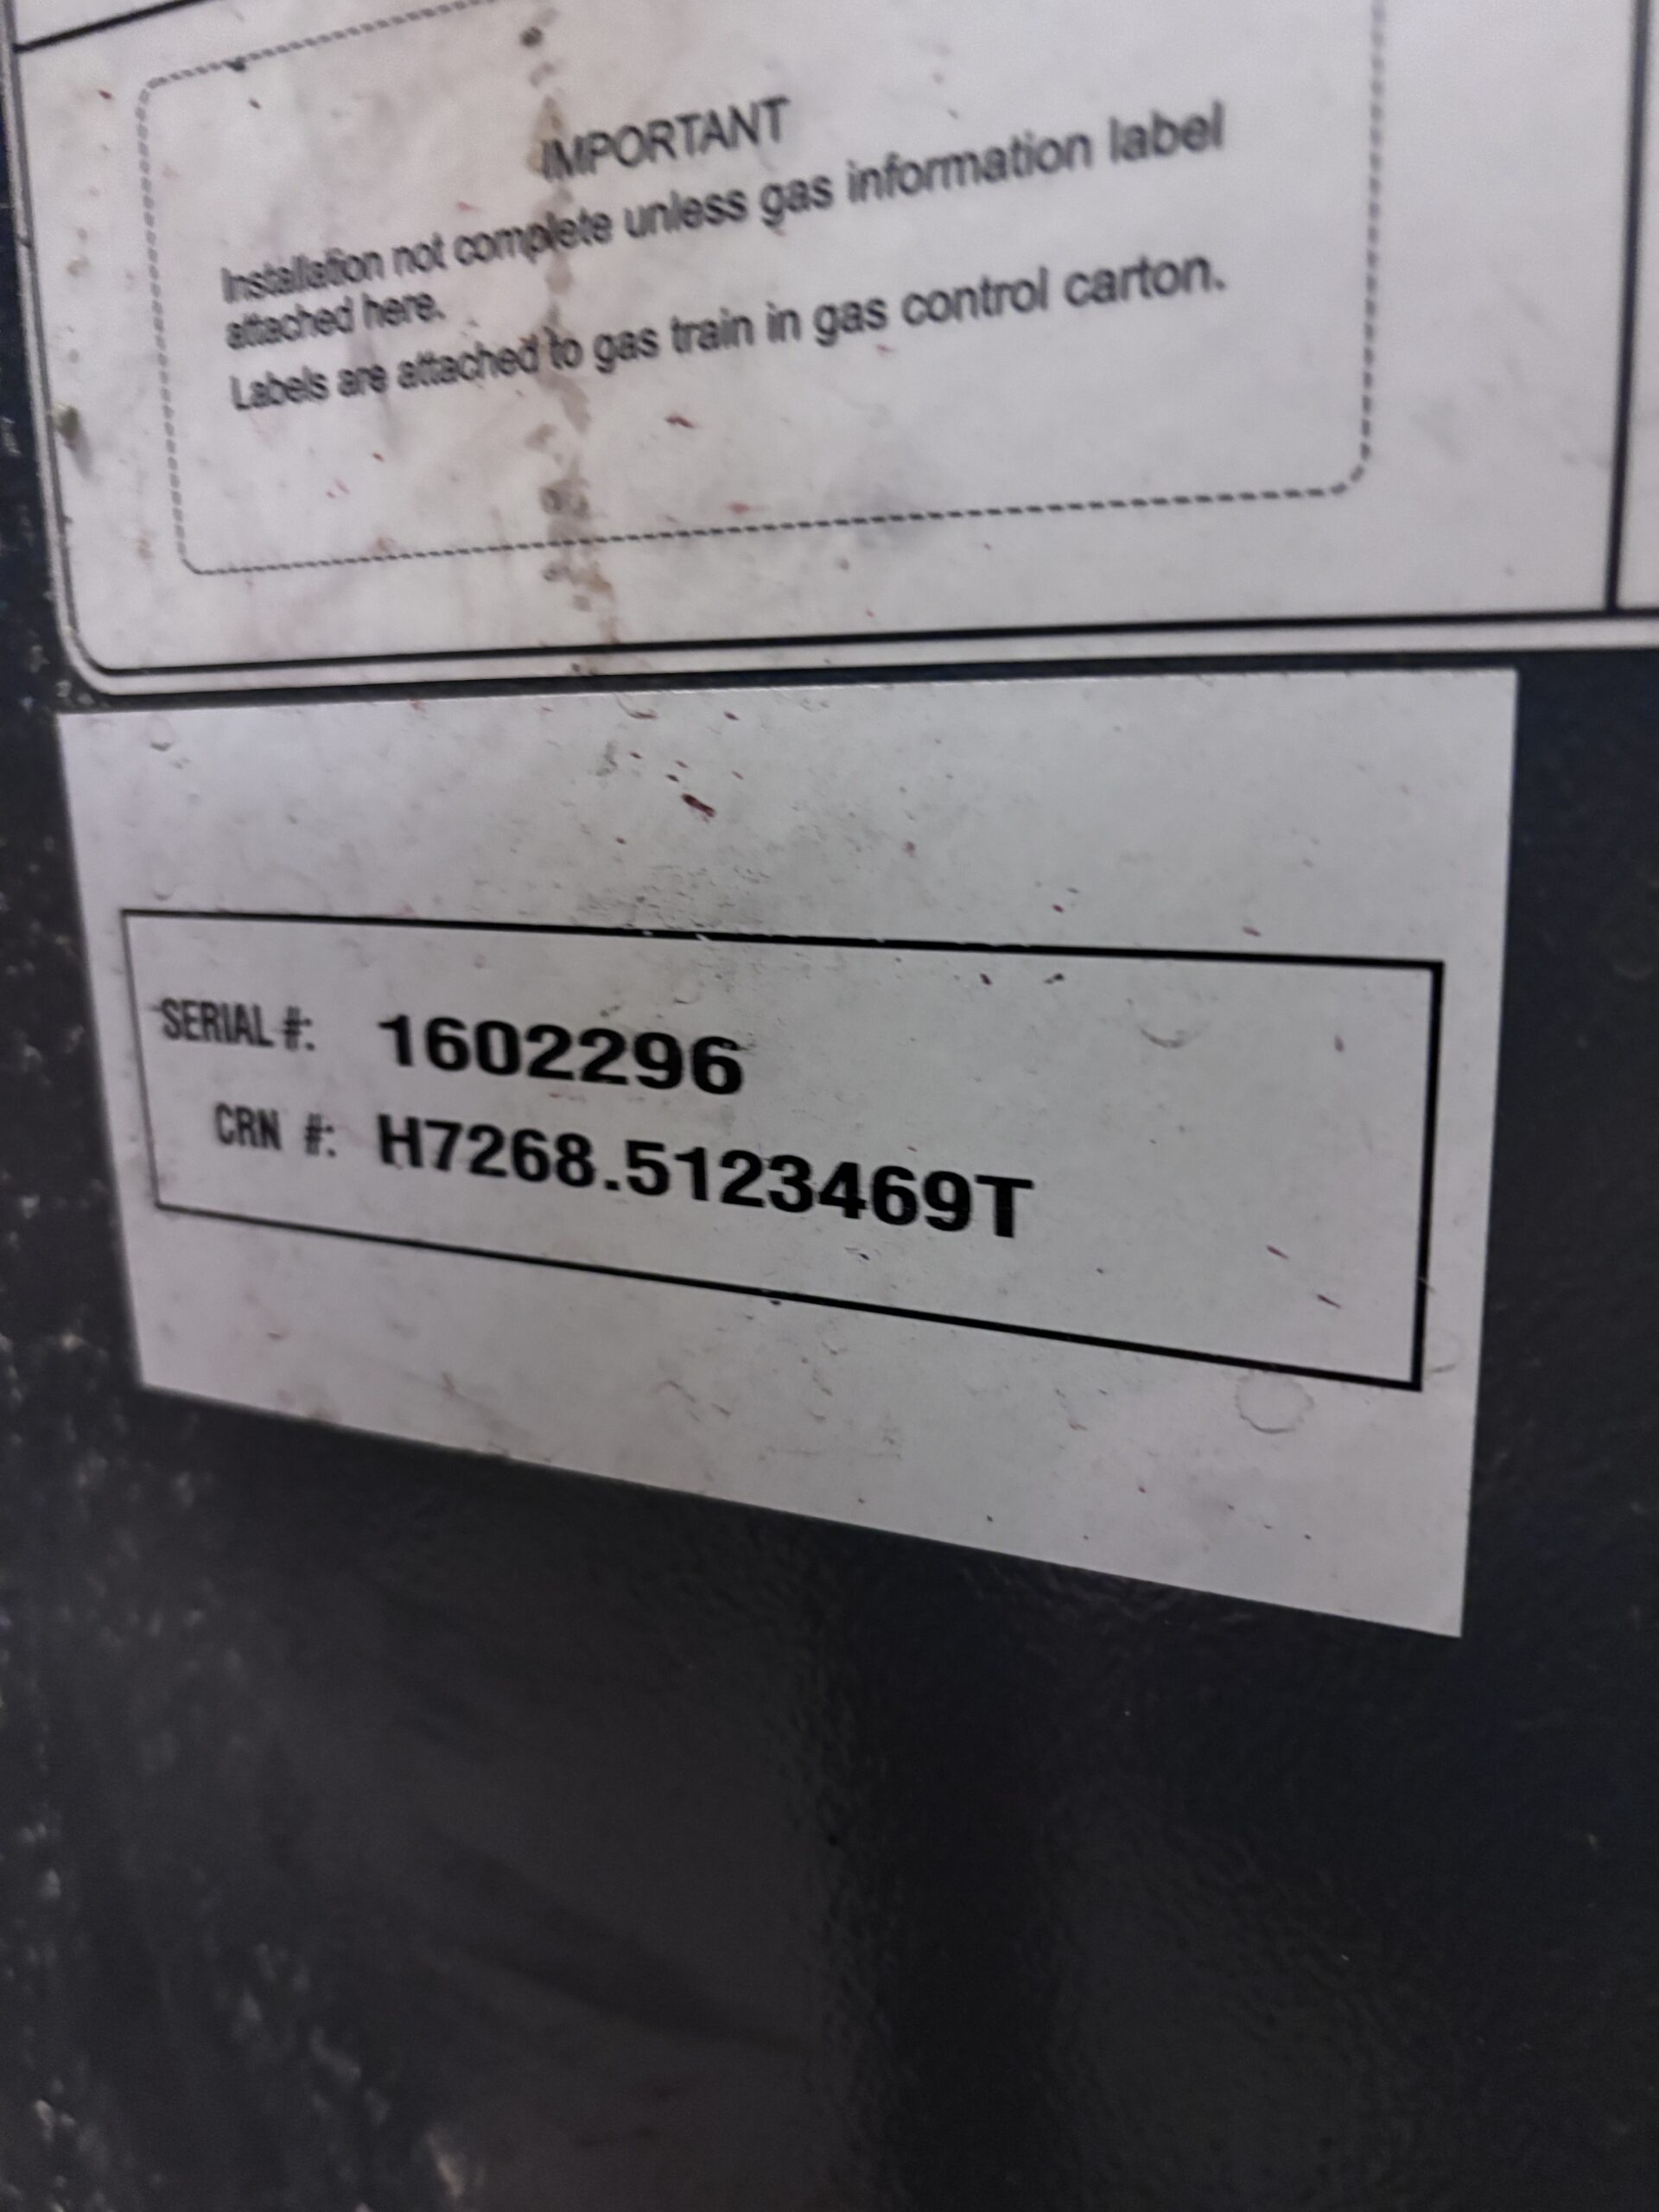 IMPORTANT
Installation not complete unless gas information label
attached here.
Labels are attached to gas train in gas control carton.
SERIAL #: 1602296
CRN #: H7268.5123469T